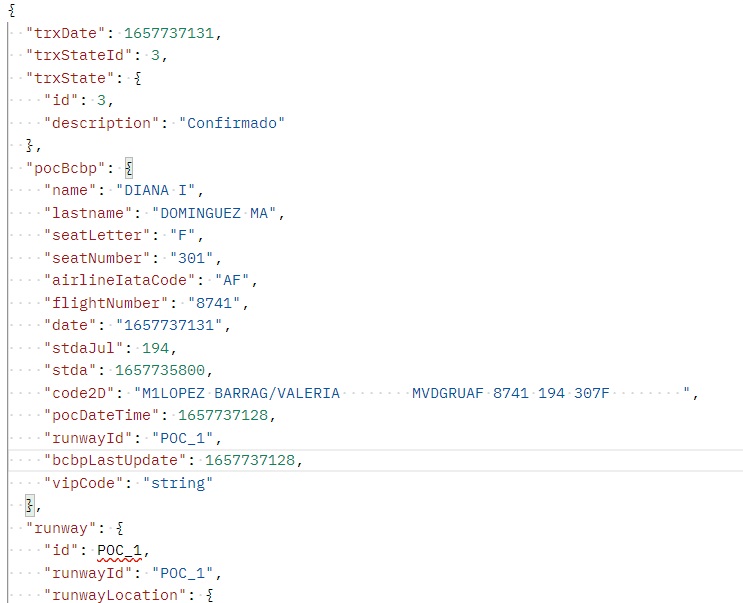 {
  "trxDate": 1657737131,
  "trxStateId": 3,
  "trxState": {
    "id": 3,
    "description": "Confirmado"
  },
  "pocBcbp": {
    "name": "DIANA I",
    "lastname": "DOMINGUEZ MA",
    "seatLetter": "F",
    "seatNumber": "301",
    "airlineIataCode": "AF",
    "flightNumber": "8741",
    "date": "1657737131",
    "stdaJul": 194,
    "stda": 1657735800,
    "code2D": "M1LOPEZ BARRAG/VALERIA        MVDGRUAF 8741 194 307F        ",
    "pocDateTime": 1657737128,
    "runwayId": "POC_1",
    "bcbpLastUpdate": 1657737128,
    "vipCode": "string"
  },
  "runway": {
    "id": POC_1,
    "runwayId": "POC_1",
    "runwayLocation": {